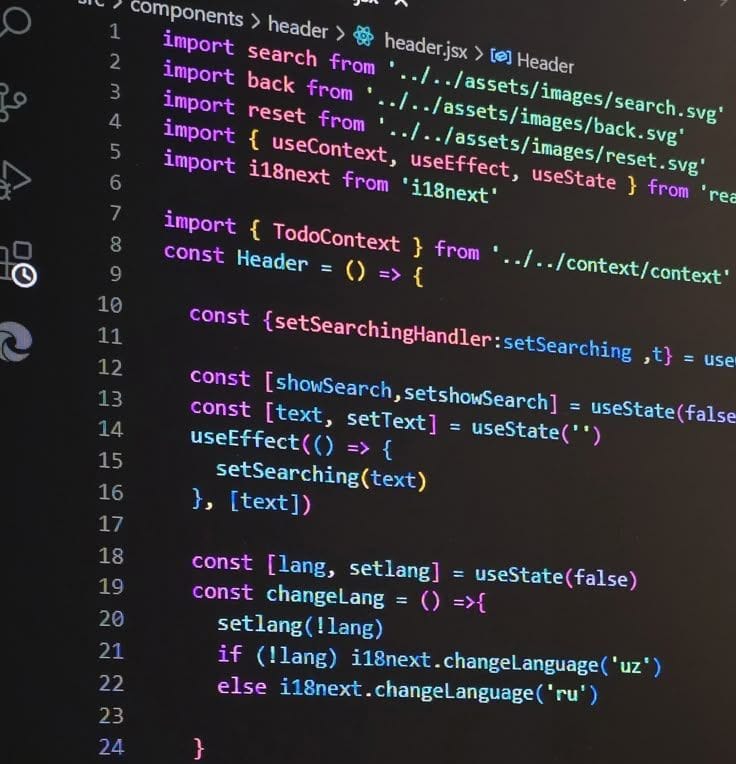 components > header > header.jsx > Header
1 import search from '../../assets/images/search.svg'
2 import back from '../../assets/images/back.svg'
3 import reset from '../../assets/images/reset.svg'
4 import { useContext, useEffect, useState } from 'rea
5 import i18next from 'i18next'
6
7 import { TodoContext } from '../../context/context'
8 const Header = () => {
9
10 const {setSearchingHandler:setSearching ,t} = use
11
12 const [showSearch,setshowSearch] = useState(false
13 const [text, setText] = useState('')
14 useEffect(() => {
15 setSearching(text)
16 }, [text])
17
18 const [lang, setlang] = useState(false)
19 const changeLang = () =>{
20 setlang(!lang)
21 if (!lang) i18next.changeLanguage('uz')
22 else i18next.changeLanguage('ru')
23
24 }